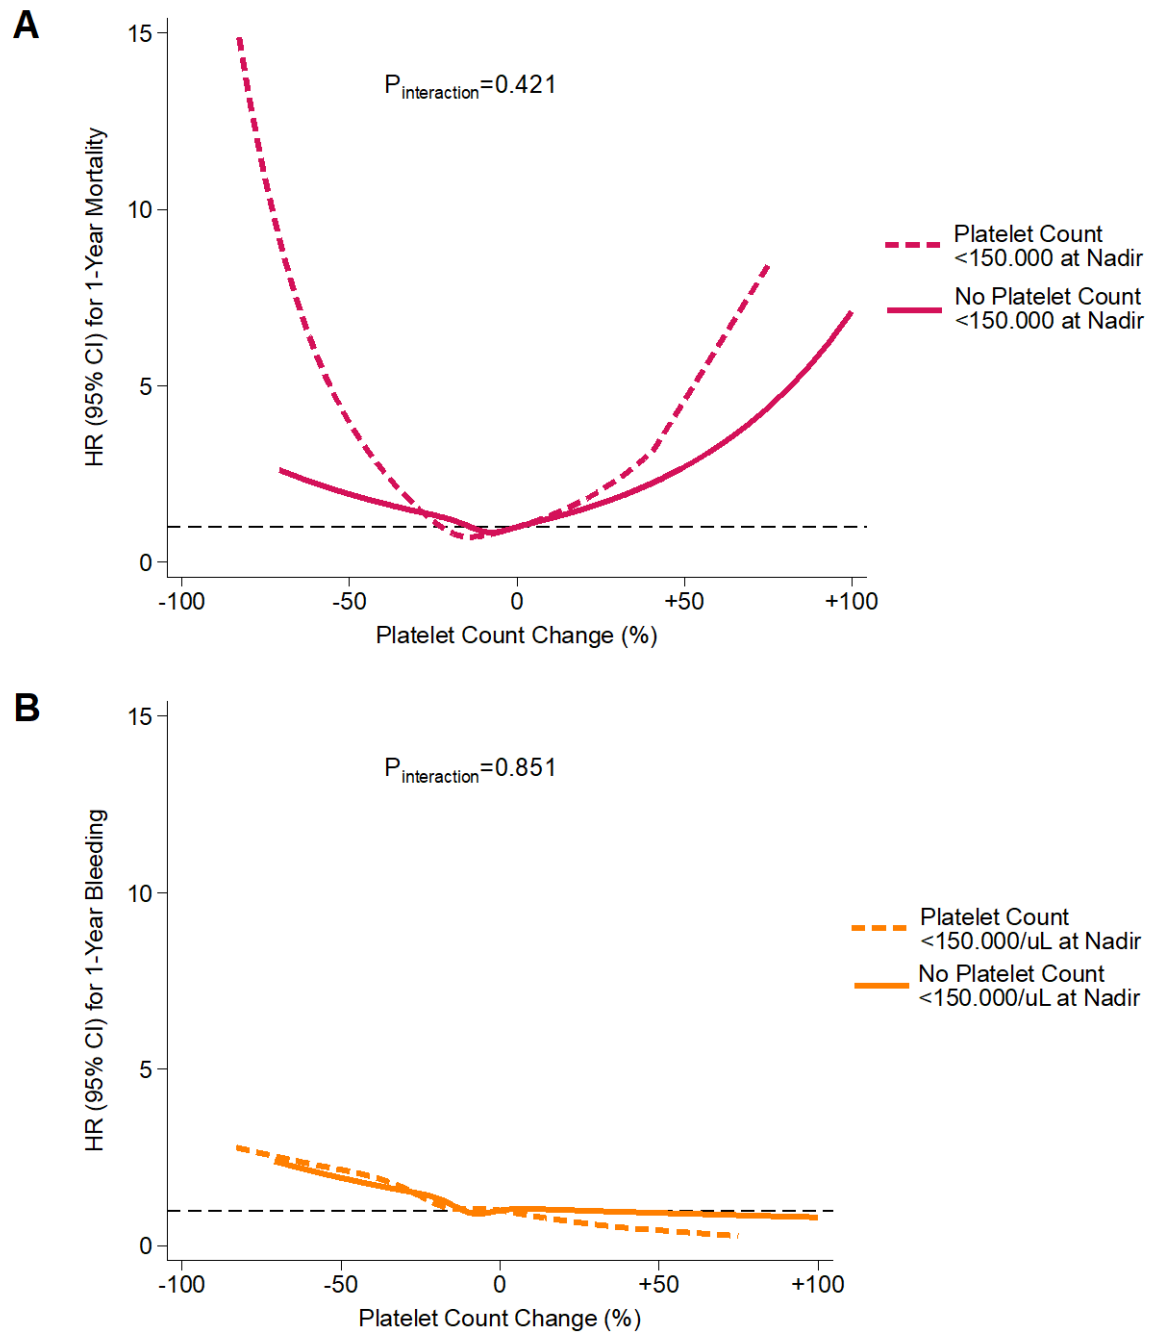 A
15
10
5
0
HR (95% CI) for 1-Year Mortality
Pinteraction=0.421
Platelet Count
<150.000 at Nadir
No Platelet Count
<150.000 at Nadir
-100
-50
0
+50
+100
Platelet Count Change (%)
B
15
10
5
0
HR (95% CI) for 1-Year Bleeding
Pinteraction=0.851
Platelet Count
<150.000/uL at Nadir
No Platelet Count
<150.000/uL at Nadir
-100
-50
0
+50
+100
Platelet Count Change (%)